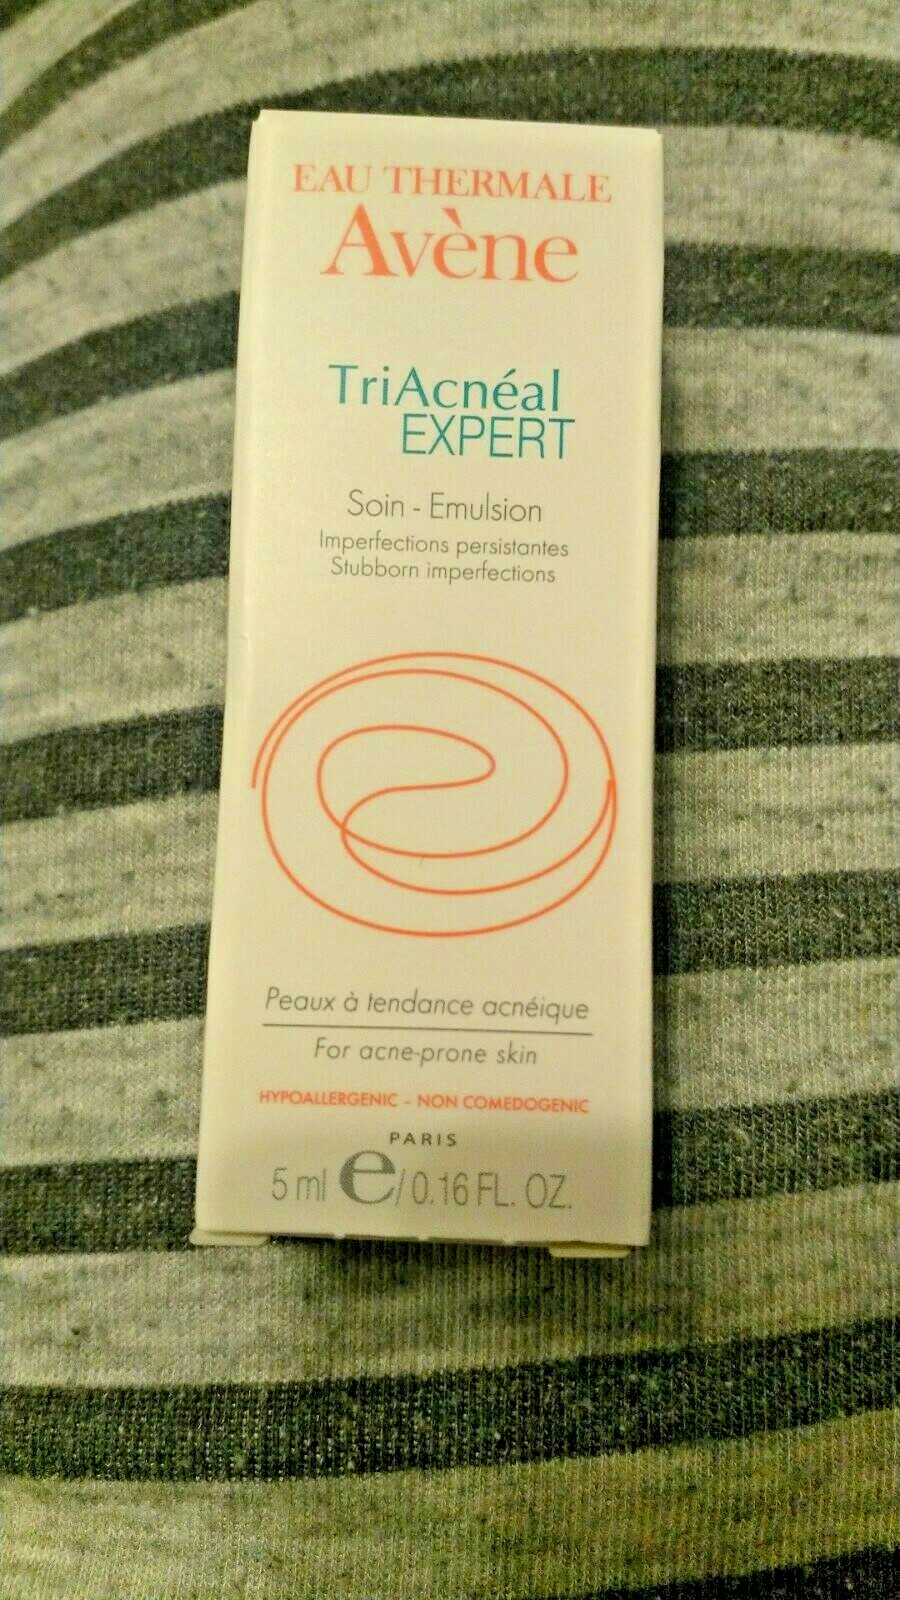 EAU THERMALE
Avène
TriAcnéal
EXPERT
Soin - Emulsion
Imperfections persistantes
Stubborn imperfections
Peaux à tendance acnéique
For acne-prone skin
HYPOALLERGENIC - NON COMEDOGENIC
PARIS
5 ml e/0.16 FL. OZ.